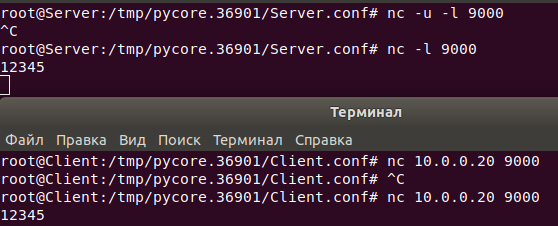 root@Server:/tmp/pycore.36901/Server.conf# nc -u -l 9000
^C
root@Server:/tmp/pycore.36901/Server.conf# nc -l 9000
12345
Терминал
Файл Правка Вид Поиск Терминал Справка
root@Client:/tmp/pycore.36901/Client.conf# nc 10.0.0.20 9000
root@Client:/tmp/pycore.36901/Client.conf# ^C
root@Client:/tmp/pycore.36901/Client.conf# nc 10.0.0.20 9000
12345